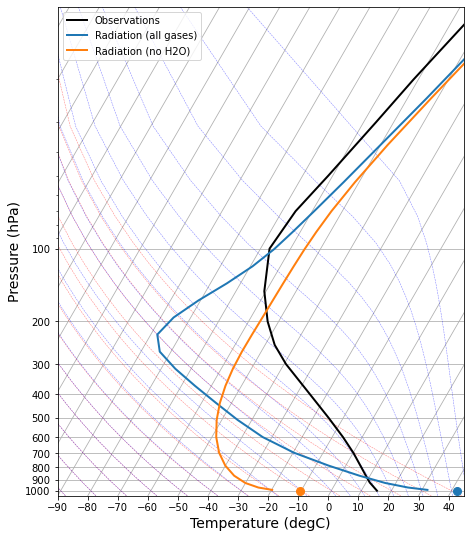 Observations
Radiation (all gases)
Radiation (no H2O)
Pressure (hPa)
100
200
300
400
500
600
700
800
900
1000
−90 −80 −70 −60 −50 −40 −30 −20 −10 0 10 20 30 40
Temperature (degC)